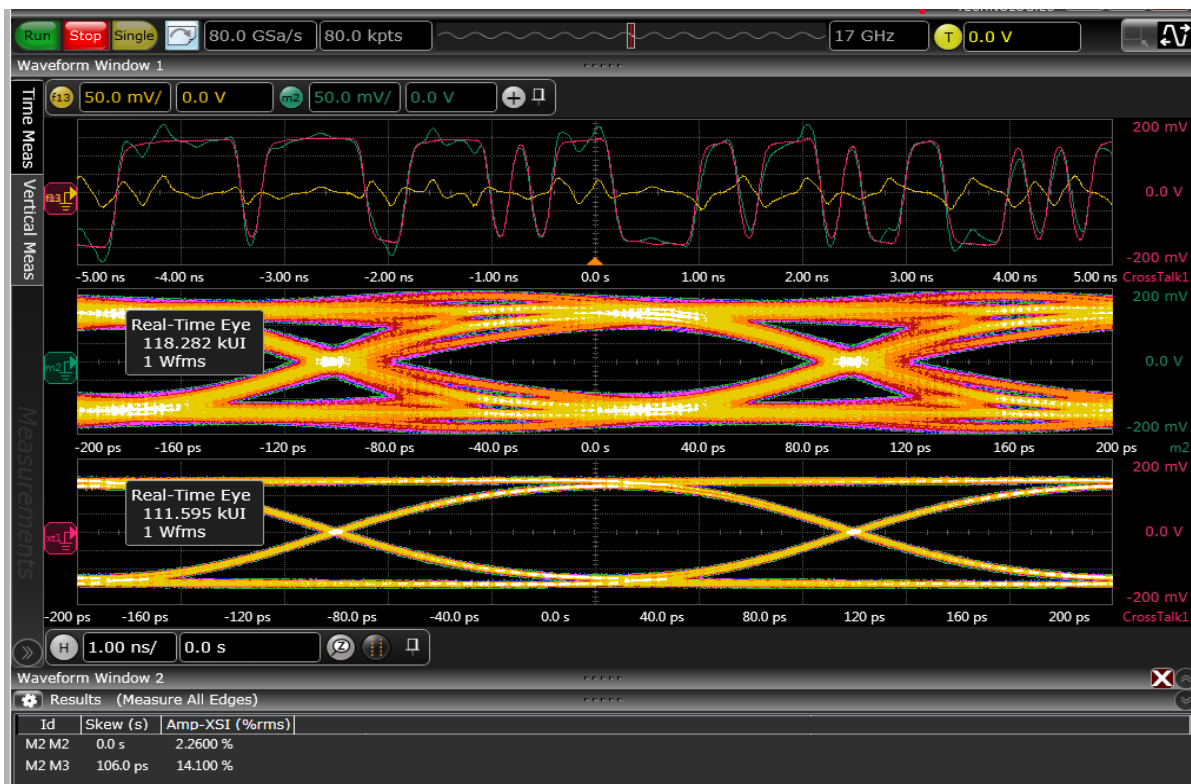 TECHNOLOGIES
Run Stop Single 80.0 GSa/s 80.0 kpts 17 GHz T 0.0 V
Waveform Window 1
Time Meas
Vertical Meas
Measurements
f13 50.0 mV/ 0.0 V m2 50.0 mV/ 0.0 V +
200 mV
f13 0.0 V
-200 mV
-5.00 ns -4.00 ns -3.00 ns -2.00 ns -1.00 ns 0.0 s 1.00 ns 2.00 ns 3.00 ns 4.00 ns 5.00 ns CrossTalk1
200 mV
Real-Time Eye
118.282 kUI
1 Wfms
m2 0.0 V
-200 mV
-200 ps -160 ps -120 ps -80.0 ps -40.0 ps 0.0 s 40.0 ps 80.0 ps 120 ps 160 ps 200 ps m2
200 mV
Real-Time Eye
111.595 kUI
1 Wfms
xt1 0.0 V
-200 mV
-200 ps -160 ps -120 ps -80.0 ps -40.0 ps 0.0 s 40.0 ps 80.0 ps 120 ps 160 ps 200 ps CrossTalk1
H 1.00 ns/ 0.0 s Z
Waveform Window 2
Results (Measure All Edges)
Id Skew (s) Amp-XSI (%rms)
M2 M2 0.0 s 2.2600 %
M2 M3 106.0 ps 14.100 %